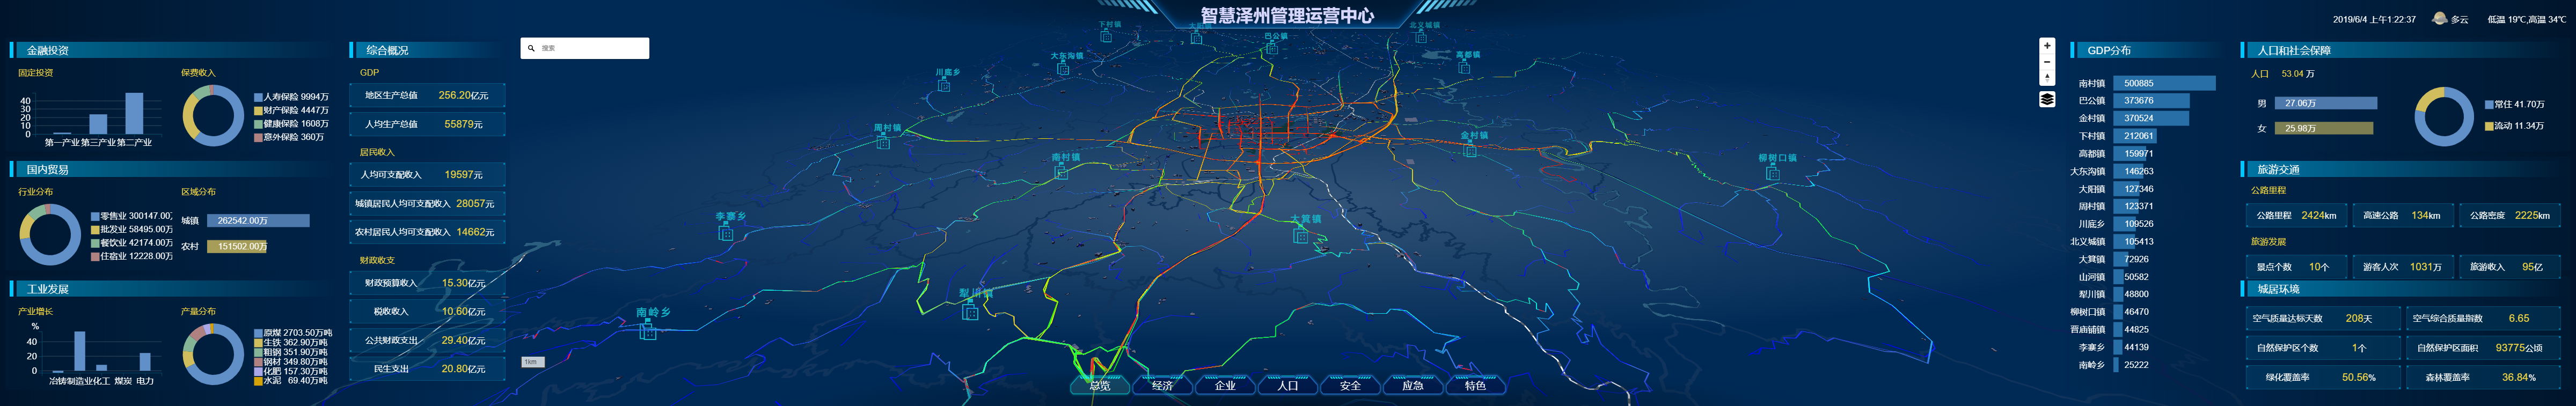 智慧泽州管理运营中心
2019/6/4 上午1:22:37 多云 低温 19℃,高温 34℃
金融投资
固定投资
40
30
20
10
0
第一产业 第三产业 第二产业
保费收入
人寿保险 9994万
财产保险 4447万
健康保险 1608万
意外保险 360万
国内贸易
行业分布
零售业 300147.00万
批发业 58495.00万
餐饮业 42174.00万
住宿业 12228.00万
区域分布
城镇 262542.00万
农村 151502.00万
工业发展
产业增长
%
40
20
0
冶铸 制造业 化工 煤炭 电力
产量分布
原煤 2703.50万吨
生铁 362.90万吨
粗钢 351.90万吨
钢材 349.80万吨
化肥 157.30万吨
水泥 69.40万吨
综合概况
GDP
地区生产总值 256.20亿元
人均生产总值 55879元
居民收入
人均可支配收入 19597元
城镇居民人均可支配收入 28057元
农村居民人均可支配收入 14662元
财政收支
财政预算收入 15.30亿元
税收收入 10.60亿元
公共财政支出 29.40亿元
民生支出 20.80亿元
搜索
下村镇
大阳镇
巴公镇
北义城镇
大东沟镇
高都镇
川底乡
周村镇
金村镇
南村镇
柳树口镇
李寨乡
大箕镇
犁川镇
南岭乡
1km
总览
经济
企业
人口
安全
应急
特色
GDP分布
南村镇 500885
巴公镇 373676
金村镇 370524
下村镇 212061
高都镇 159971
大东沟镇 146263
大阳镇 127346
周村镇 123371
川底乡 109526
北义城镇 105413
大箕镇 72926
山河镇 50582
犁川镇 48800
柳树口镇 46470
晋庙铺镇 44825
李寨乡 44139
南岭乡 25222
人口和社会保障
人口 53.04 万
男 27.06万
女 25.98万
常住 41.70万
流动 11.34万
旅游交通
公路里程
公路里程 2424km
高速公路 134km
公路密度 2225km
旅游发展
景点个数 10个
游客人次 1031万
旅游收入 95亿
城居环境
空气质量达标天数 208天
空气综合质量指数 6.65
自然保护区个数 1个
自然保护区面积 93775公顷
绿化覆盖率 50.56%
森林覆盖率 36.84%